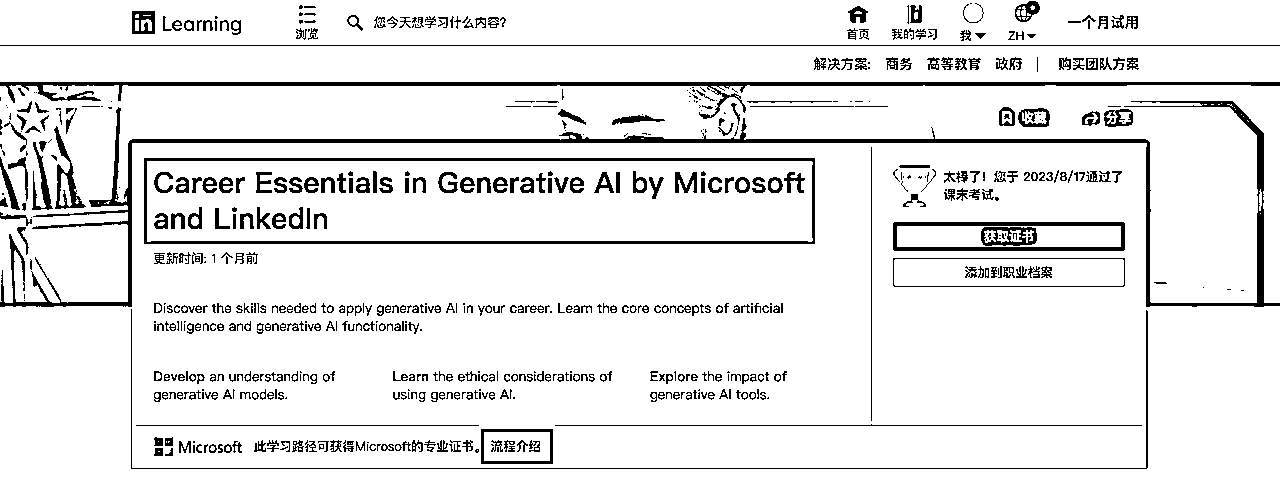 in Learning
浏览
您今天想学习什么内容?
首页
我的学习
我
ZH
一个月试用
解决方案:
商务
高等教育
政府
购买团队方案
收藏
分享
Career Essentials in Generative AI by Microsoft
and LinkedIn
更新时间: 1 个月前
Discover the skills needed to apply generative AI in your career. Learn the core concepts of artificial
intelligence and generative AI functionality.
Develop an understanding of
generative AI models.
Learn the ethical considerations of
using generative AI.
Explore the impact of
generative AI tools.
Microsoft
此学习路径可获得Microsoft的专业证书。
流程介绍
太棒了！您于 2023/8/17通过了
课末考试。
获取证书
添加到职业档案